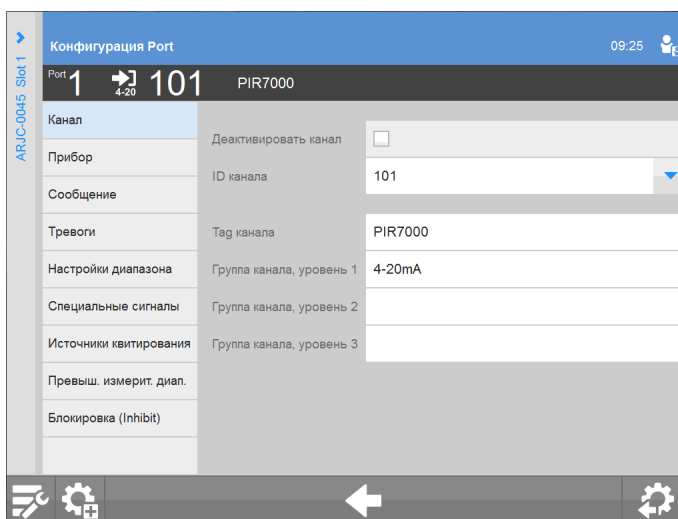 ARJC-0045 Slot 1
Конфигурация Port
09:25
Port 1 4-20 101 PIR7000
Канал
Прибор
Сообщение
Тревоги
Настройки диапазона
Специальные сигналы
Источники квитирования
Превыш. измерит. диап.
Блокировка (Inhibit)
Деактивировать канал
ID канала 101
Tag канала PIR7000
Группа канала, уровень 1 4-20mA
Группа канала, уровень 2
Группа канала, уровень 3